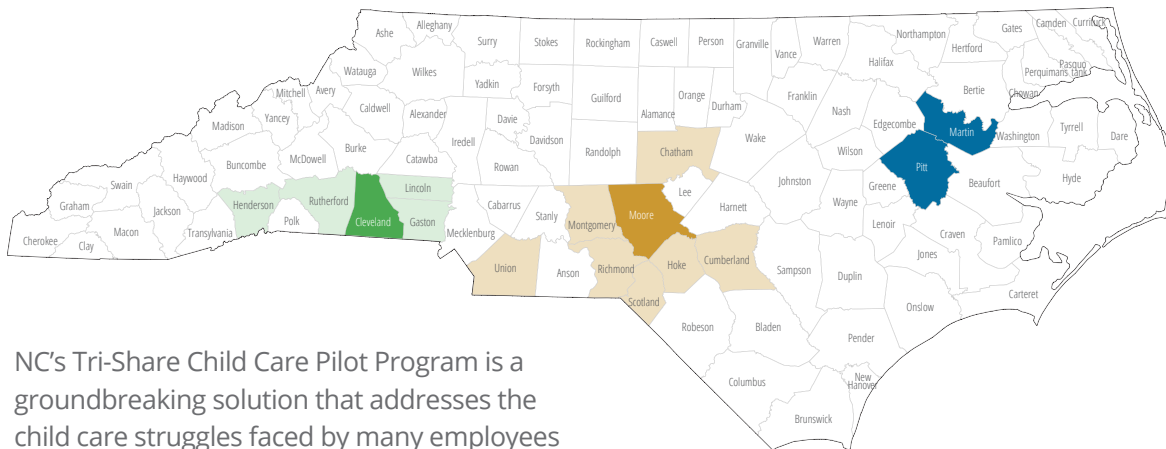 Ashe
Alleghany
Surry
Stokes
Rockingham
Caswell
Person
Granville
Vance
Warren
Northampton
Gates
Camden
Currituck
Hertford
Halifax
Watauga
Wilkes
Yadkin
Forsyth
Guilford
Alamance
Orange
Durham
Franklin
Nash
Bertie
Perquimans
Pasquo
tank
Chowan
Mitchell
Avery
Yancey
Caldwell
Alexander
Davie
Iredell
Davidson
Randolph
Chatham
Wake
Edgecombe
Martin
Washington
Tyrrell
Dare
Madison
Burke
McDowell
Catawba
Rowan
Wilson
Pitt
Buncombe
Haywood
Swain
Graham
Jackson
Henderson
Rutherford
Lincoln
Cleveland
Gaston
Polk
Cabarrus
Stanly
Montgomery
Moore
Lee
Harnett
Johnston
Greene
Wayne
Beaufort
Hyde
Cherokee
Clay
Macon
Transylvania
Mecklenburg
Union
Anson
Richmond
Hoke
Cumberland
Scotland
Sampson
Lenoir
Craven
Pamlico
Jones
Duplin
Onslow
Carteret
Robeson
Bladen
Pender
Columbus
New
Hanover
Brunswick
NC's Tri-Share Child Care Pilot Program is a
groundbreaking solution that addresses the
child care struggles faced by many employees